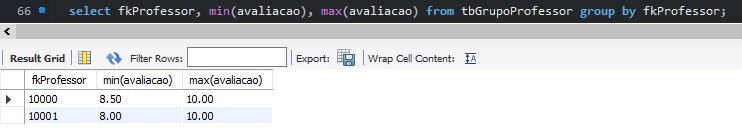 66 select fkProfessor, min(avaliacao), max(avaliacao) from tbGrupoProfessor group by fkProfessor;
Result Grid Filter Rows: Export: Wrap Cell Content:
fkProfessor min(avaliacao) max(avaliacao)
10000 8.50 10.00
10001 8.00 10.00